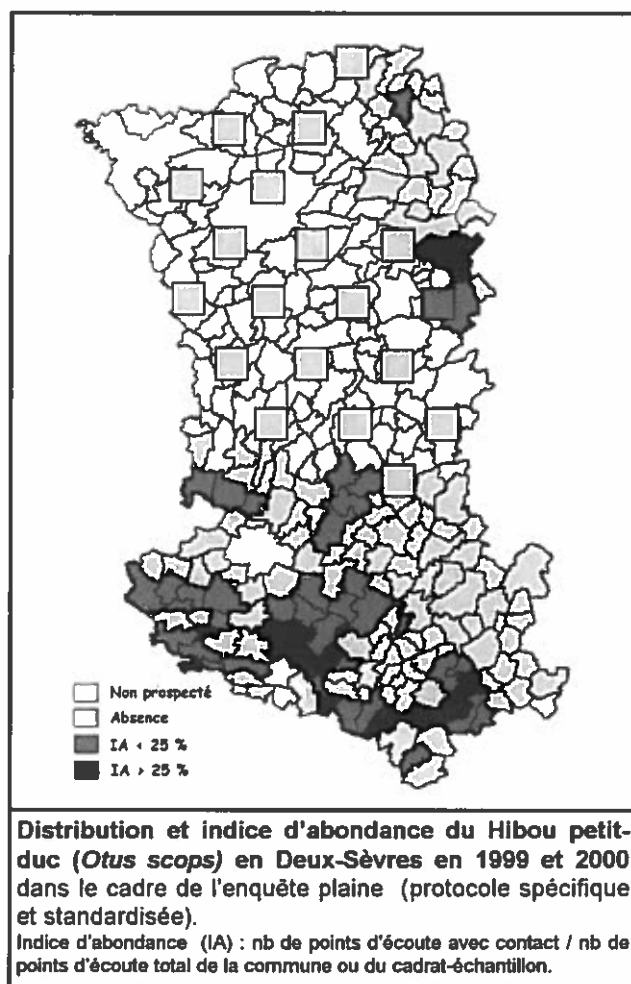 Non prospecté
Absence
IA < 25 %
IA > 25 %
Distribution et indice d'abondance du Hibou petit-
duc (Otus scops) en Deux-Sèvres en 1999 et 2000
dans le cadre de l'enquête plaine (protocole spécifique
et standardisée).
Indice d'abondance (IA) : nb de points d'écoute avec contact / nb de
points d'écoute total de la commune ou du cadrat-échantillon.